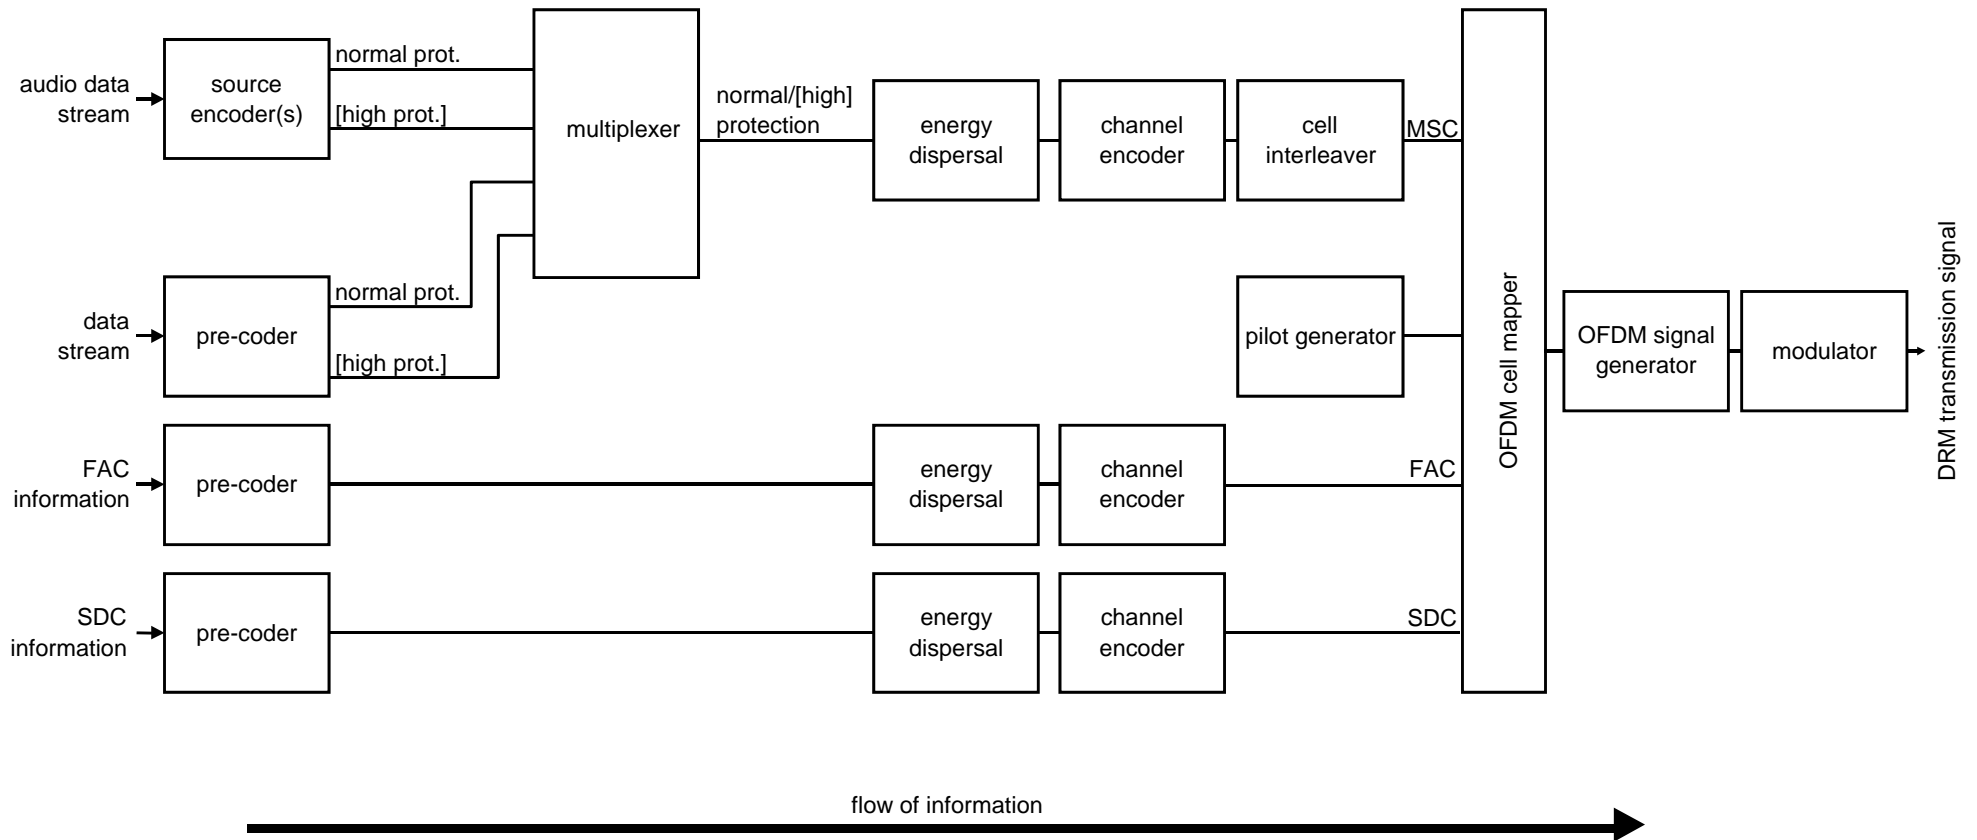 audio data
stream
source
encoder(s)
normal prot.
[high prot.]
multiplexer
normal/[high]
protection
energy
dispersal
channel
encoder
cell
interleaver
MSC
data
stream
pre-coder
normal prot.
[high prot.]
pilot generator
OFDM cell mapper
OFDM signal
generator
modulator
DRM transmission signal
FAC
information
pre-coder
energy
dispersal
channel
encoder
FAC
SDC
information
pre-coder
energy
dispersal
channel
encoder
SDC
flow of information